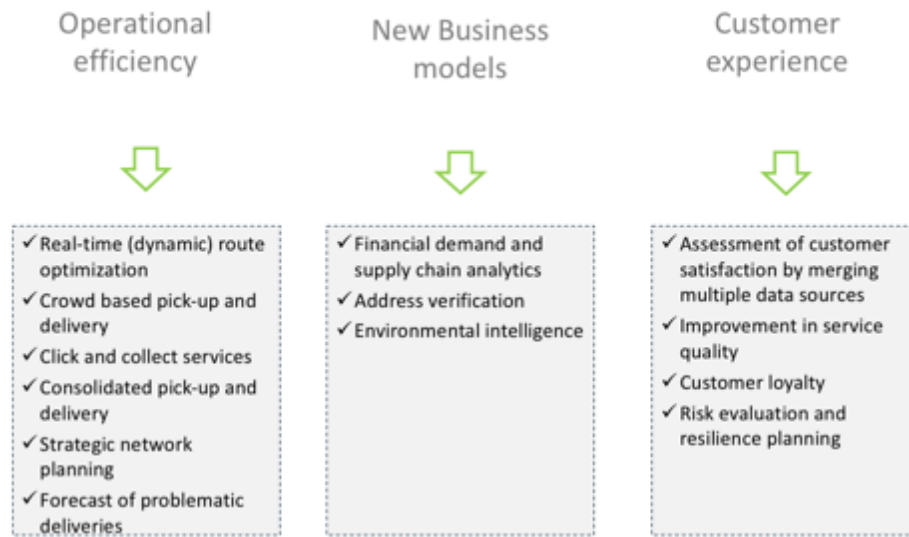 Operational
efficiency
New Business
models
Customer
experience
✓Real-time (dynamic) route
optimization
✓Crowd based pick-up and
delivery
✓Click and collect services
✓Consolidated pick-up and
delivery
✓Strategic network
planning
✓Forecast of problematic
deliveries
✓Financial demand and
supply chain analytics
✓Address verification
✓Environmental intelligence
✓Assessment of customer
satisfaction by merging
multiple data sources
✓Improvement in service
quality
✓Customer loyalty
✓Risk evaluation and
resilience planning